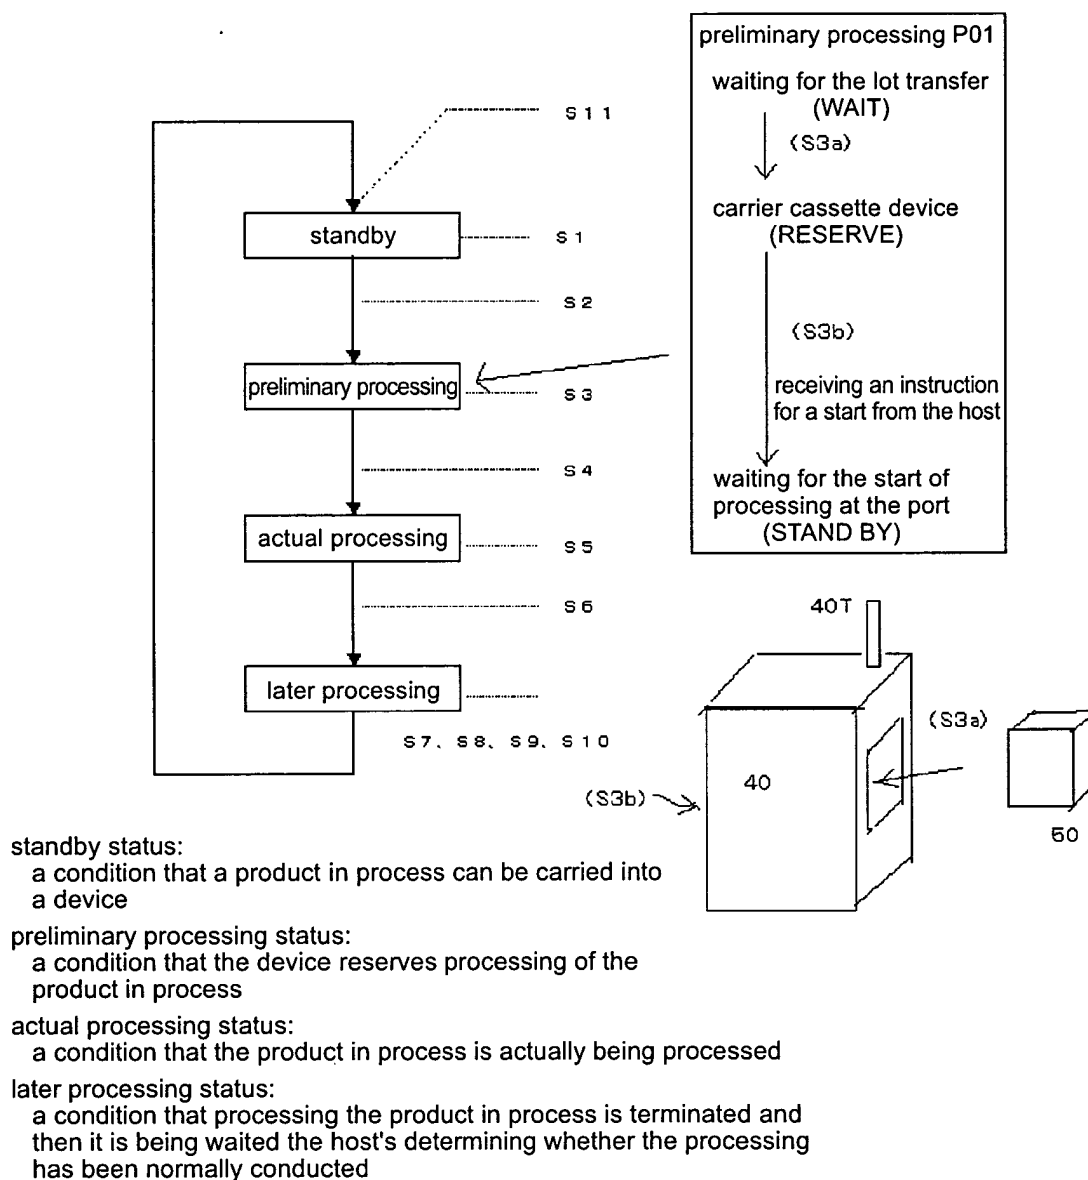 preliminary processing P01
waiting for the lot transfer
(WAIT)
(S3a)
carrier cassette device
(RESERVE)
(S3b)
receiving an instruction
for a start from the host
waiting for the start of
processing at the port
(STAND BY)
S11
standby
S1
S2
preliminary processing
S3
S4
actual processing
S5
S6
later processing
S7、S8、S9、S10
40T
(S3a)
40
(S3b)
50
standby status:
a condition that a product in process can be carried into
a device
preliminary processing status:
a condition that the device reserves processing of the
product in process
actual processing status:
a condition that the product in process is actually being processed
later processing status:
a condition that processing the product in process is terminated and
then it is being waited the host's determining whether the processing
has been normally conducted